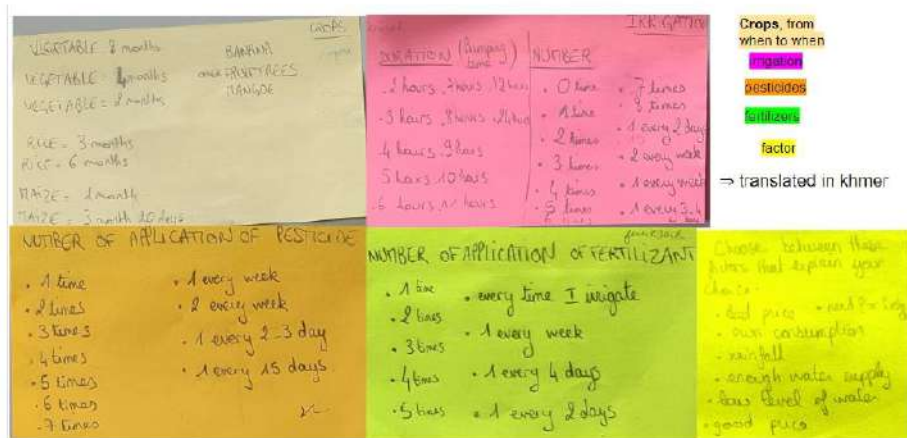 CROPS
VEGETABLE 8 months
VEGETABLE = 4 months
VEGETABLE = 2 months
RICE = 3 months
RICE = 6 months
MAIZE = 1 month
MAIZE = 3 month 20 days
BANANA
FRUIT TREES
MANGOE
IRRIGATION
DURATION (Pumping time)
. 2 hours . 7 hours . 12 hours
. 3 hours . 8 hours . 24 hours
. 4 hours . 9 hours
5 hours . 10 hours
. 6 hours . hours
NUMBER
. 0 time
. 1 time
. 2 times
. 3 times
. 4 times
. 5 times
. 7 times
. 8 times
. 1 every 2 days
. 2 every week
. 1 every week
. 1 every 3-4
Crops, from
when to when
irrigation
pesticides
fertilizers
factor
⇒ translated in khmer
NUMBER OF APPLICATION OF PESTICIDE
. 1 time
. 2 times
. 3 times
. 4 times
. 5 times
. 6 times
. 7 times
. 1 every week
. 2 every week
. 1 every 2-3 day
. 1 every 15 days
NUMBER OF APPLICATION OF FERTILIZANT
. 1 time
. 2 times
. 3 times
. 4 times
. 5 times
. every time I irigate
. 1 every week
. 1 every 4 days
. 1 every 2 days
Choose between these
factors that explain your
choice:
. bad price
. own consumption
. rainfall
. enough water supply
. low level of water
. good price